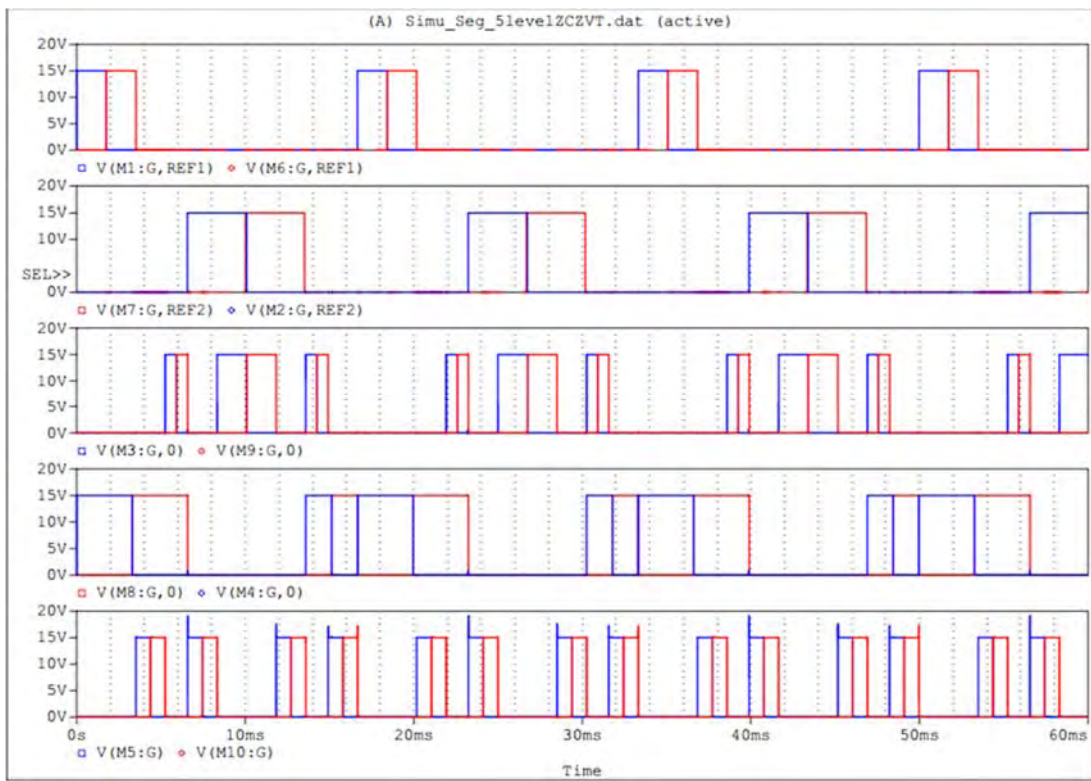 (A) Simu_Seg_5levelZCZVT.dat (active)
20V
15V
10V
5V
0V
V(M1:G,REF1) V(M6:G,REF1)
20V
15V
10V
SEL>>
0V
V(M7:G,REF2) V(M2:G,REF2)
20V
15V
10V
5V
0V
V(M3:G,0) V(M9:G,0)
20V
15V
10V
5V
0V
V(M8:G,0) V(M4:G,0)
20V
15V
10V
5V
0V
0s 10ms 20ms 30ms 40ms 50ms 60ms
V(M5:G) V(M10:G)
Time